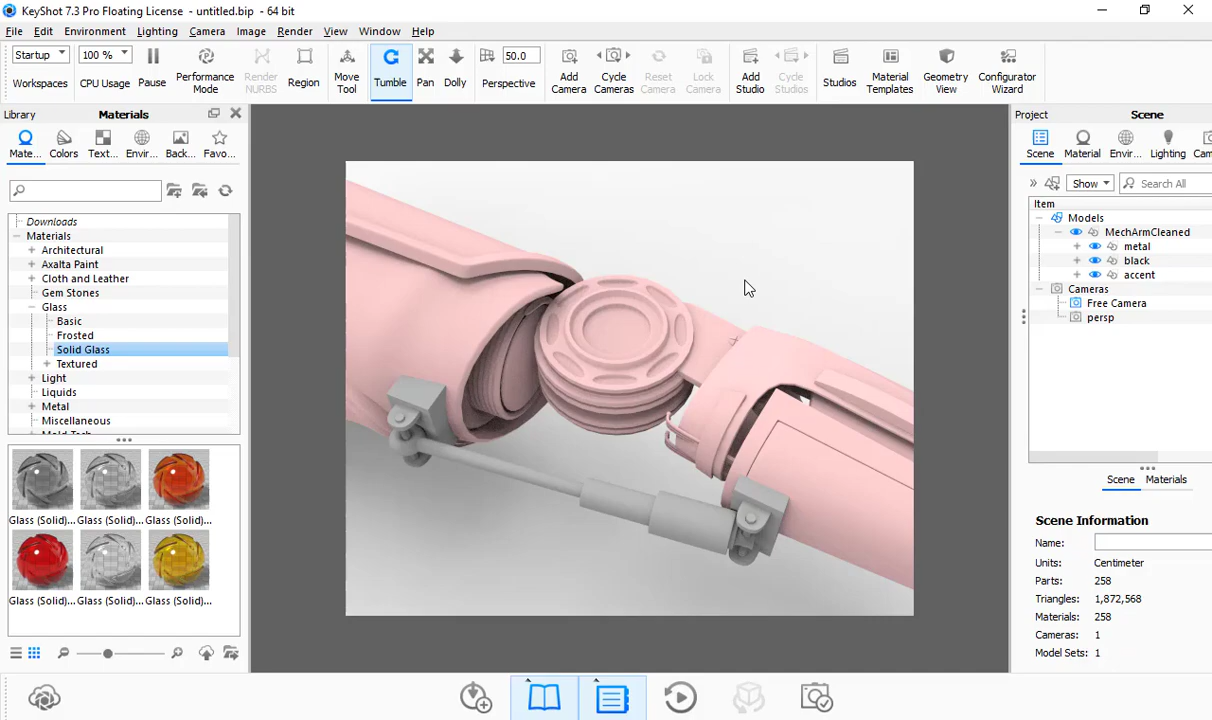 KeyShot 7.3 Pro Floating License - untitled.bip - 64 bit
File Edit Environment Lighting Camera Image Render View Window Help
Startup 100 % 50.0
Workspaces CPU Usage Pause Performance Mode Render NURBS Region Move Tool Tumble Pan Dolly Perspective Add Camera Cycle Cameras Reset Camera Lock Camera Add Studio Cycle Studios Studios Material Templates Geometry View Configurator Wizard
Library Materials
Mate... Colors Text... Envir... Back... Favo...
Downloads
Materials
Architectural
Axalta Paint
Cloth and Leather
Gem Stones
Glass
Basic
Frosted
Solid Glass
Textured
Light
Liquids
Metal
Miscellaneous
Mold-Tech
Glass (Solid)... Glass (Solid)... Glass (Solid)...
Glass (Solid)... Glass (Solid)... Glass (Solid)...
Project Scene
Scene Material Envir... Lighting Cam
» Show Search All
Item
Models
MechArmCleaned
metal
black
accent
Cameras
Free Camera
persp
Scene Materials
Scene Information
Name:
Units: Centimeter
Parts: 258
Triangles: 1,872,568
Materials: 258
Cameras: 1
Model Sets: 1